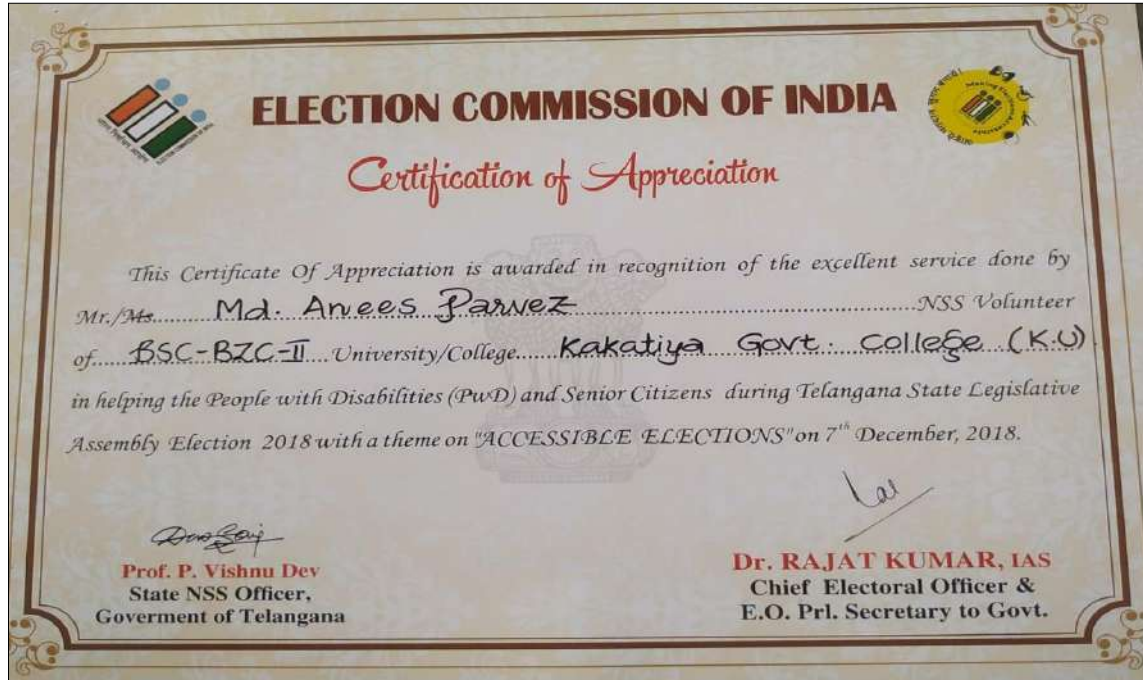 ELECTION COMMISSION OF INDIA
Certification of Appreciation
This Certificate Of Appreciation is awarded in recognition of the excellent service done by
Mr./Ms.......... Md. Anees Parvez ..........NSS Volunteer
of..... BSC-BZC-II ....University/College..... Kakatiya Govt. College (K.U)
in helping the People with Disabilities (PwD) and Senior Citizens during Telangana State Legislative
Assembly Election 2018 with a theme on "ACCESSIBLE ELECTIONS" on 7th December, 2018.
Prof. P. Vishnu Dev
State NSS Officer,
Goverment of Telangana
Dr. RAJAT KUMAR, IAS
Chief Electoral Officer &
E.O. Prl. Secretary to Govt.